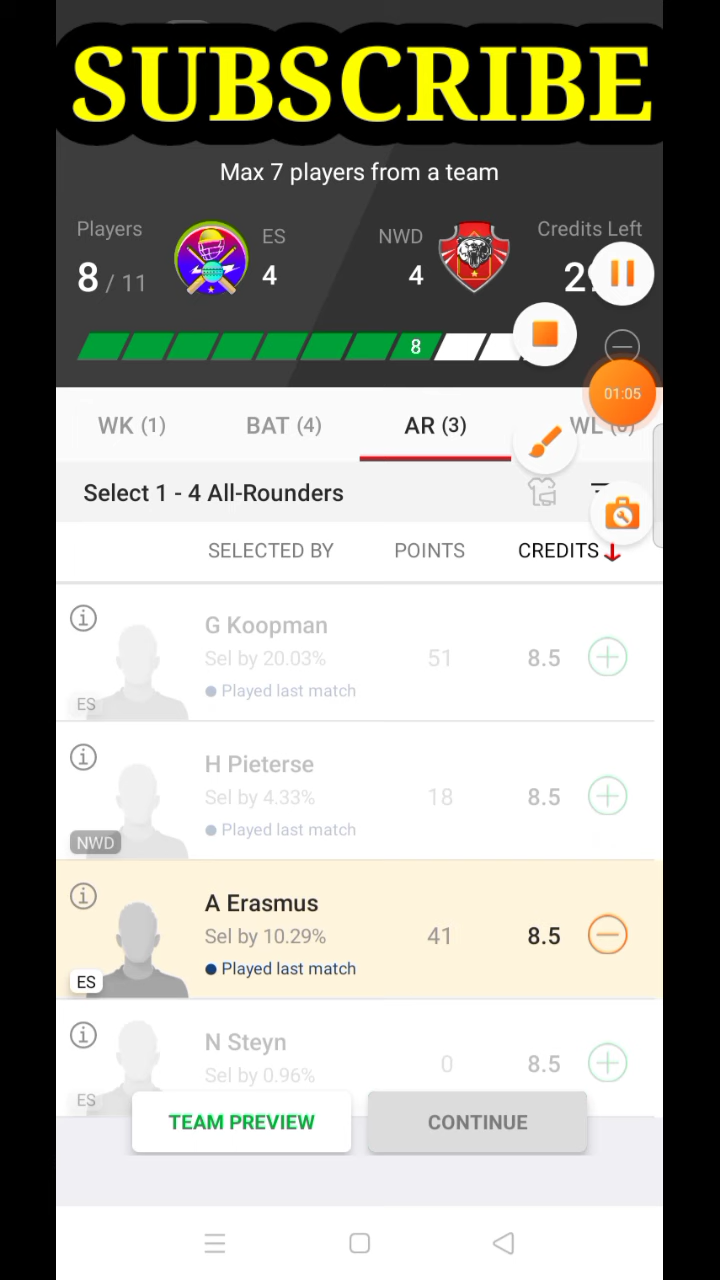 SUBSCRIBE
Max 7 players from a team
Players ES NWD Credits Left
8 / 11 4 4
8
01:05
WK (1) BAT (4) AR (3)
Select 1 - 4 All-Rounders
SELECTED BY POINTS CREDITS
G Koopman
Sel by 20.03% 51 8.5
Played last match
ES
H Pieterse
Sel by 4.33% 18 8.5
Played last match
NWD
A Erasmus
Sel by 10.29% 41 8.5
Played last match
ES
N Steyn
Sel by 0.96% 0 8.5
ES
TEAM PREVIEW CONTINUE